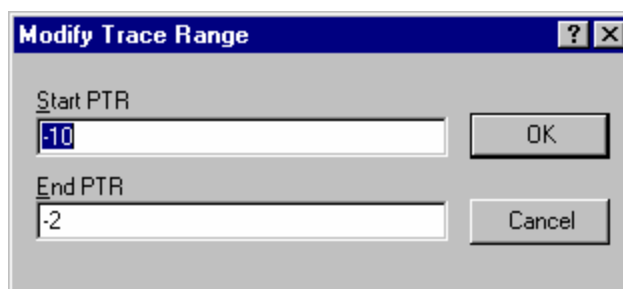 Modify Trace Range
Start PTR
-10
OK
End PTR
-2
Cancel